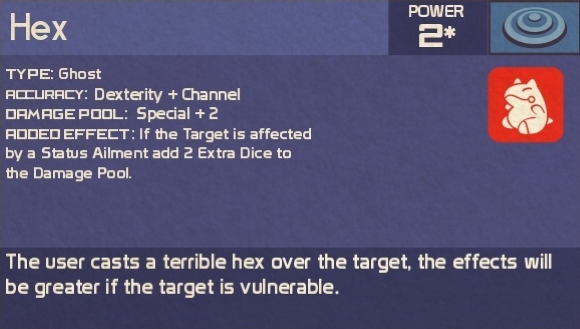 Hex
POWER
2*
TYPE: Ghost
ACCURACY: Dexterity + Channel
DAMAGE POOL: Special + 2
ADDED EFFECT: If the Target is affected
by a Status Ailment add 2 Extra Dice to
the Damage Pool.
The user casts a terrible hex over the target, the effects will
be greater if the target is vulnerable.